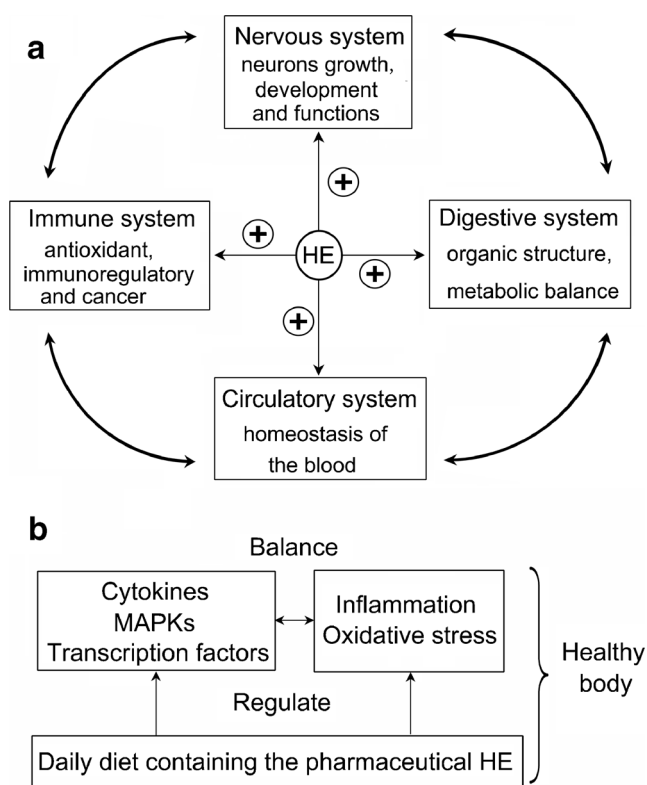 a
Nervous system
neurons growth,
development
and functions
Immune system
antioxidant,
immunoregulatory
and cancer
+
+
HE
+
+
Digestive system
organic structure,
metabolic balance
Circulatory system
homeostasis of
the blood
b
Balance
Cytokines
MAPKs
Transcription factors
Inflammation
Oxidative stress
Healthy
body
Regulate
Daily diet containing the pharmaceutical HE